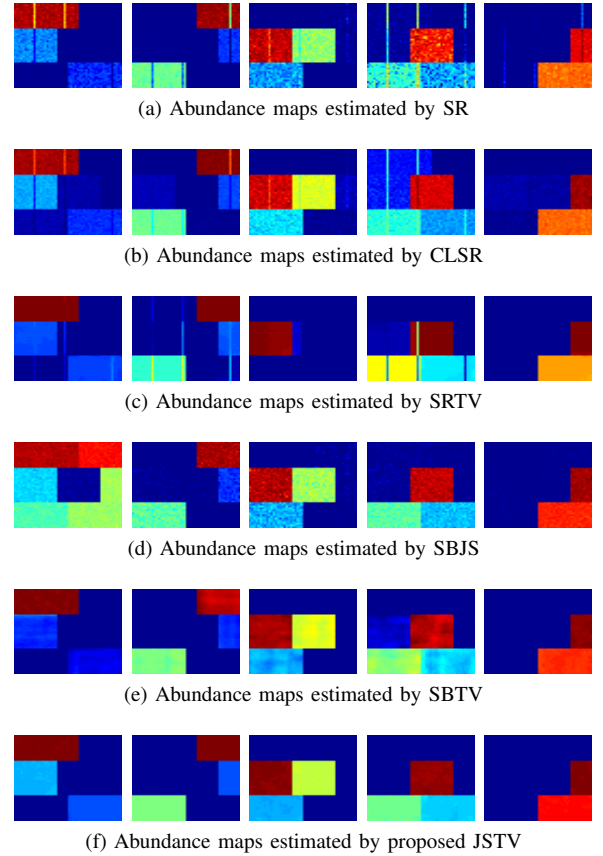 (a) Abundance maps estimated by SR
(b) Abundance maps estimated by CLSR
(c) Abundance maps estimated by SRTV
(d) Abundance maps estimated by SBJS
(e) Abundance maps estimated by SBTV
(f) Abundance maps estimated by proposed JSTV